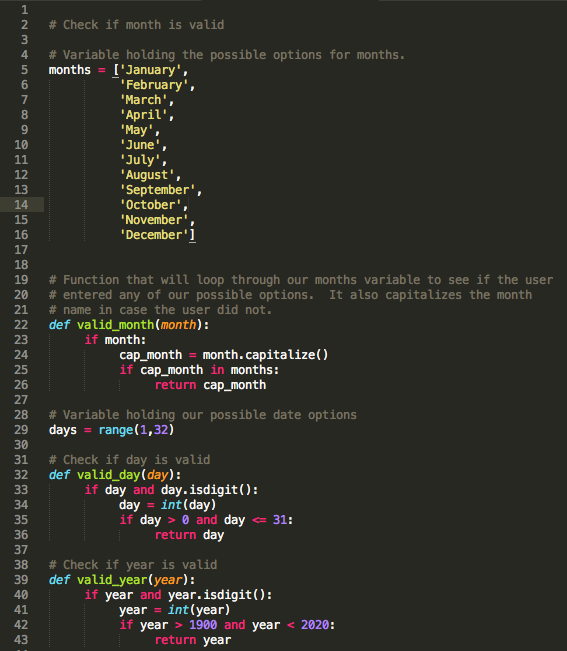 1
2 # Check if month is valid
3
4 # Variable holding the possible options for months.
5 months = ['January',
6 'February',
7 'March',
8 'April',
9 'May',
10 'June',
11 'July',
12 'August',
13 'September',
14 'October',
15 'November',
16 'December']
17
18
19 # Function that will loop through our months variable to see if the user
20 # entered any of our possible options.  It also capitalizes the month
21 # name in case the user did not.
22 def valid_month(month):
23 if month:
24 cap_month = month.capitalize()
25 if cap_month in months:
26 return cap_month
27
28 # Variable holding our possible date options
29 days = range(1,32)
30
31 # Check if day is valid
32 def valid_day(day):
33 if day and day.isdigit():
34 day = int(day)
35 if day > 0 and day <= 31:
36 return day
37
38 # Check if year is valid
39 def valid_year(year):
40 if year and year.isdigit():
41 year = int(year)
42 if year > 1900 and year < 2020:
43 return year